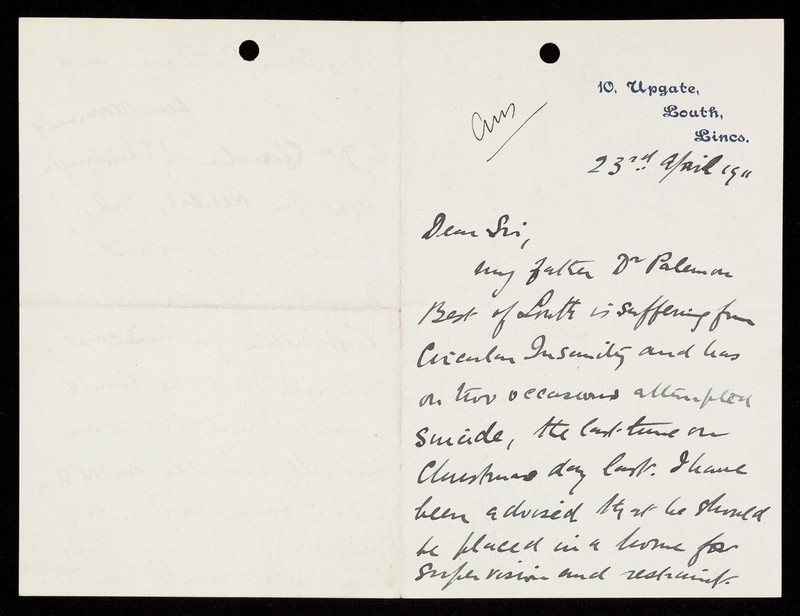 Ans
10, Upgate,
Louth,
Lincs.
23rd April 1911
Dear Sir,
My father Dr Palemon
Best of Louth is suffering from
Circular Insanity and has
on two occasions attempted
suicide, the last time on
Christmas day last. I have
been advised that he should
be placed in a home for
supervision and restraint.